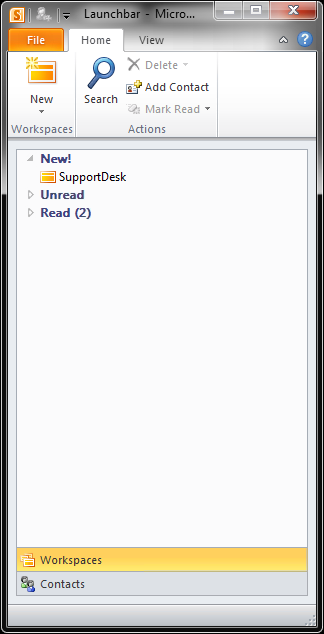 Launchbar - Micro...
File Home View
New
Workspaces
Search
Delete
Add Contact
Mark Read
Actions
New!
SupportDesk
Unread
Read (2)
Workspaces
Contacts